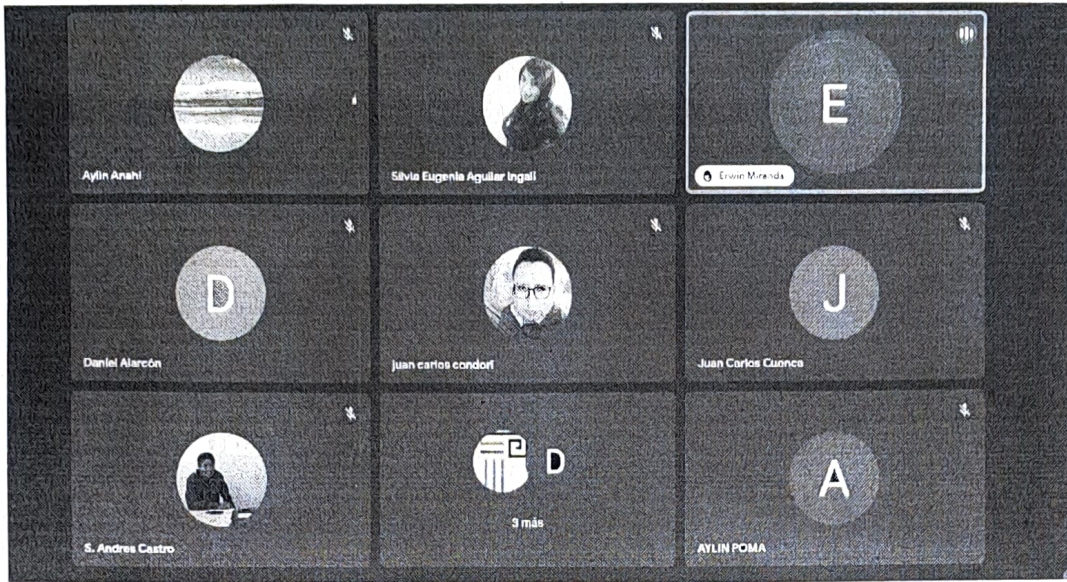 E
Aylin Anahi
Silvia Eugenia Aguilar Ingali
Erwin Miranda
D
J
Daniel Alarcón
juan carlos condori
Juan Carlos Cuenca
D
A
3 más
S. Andres Castro
AYLIN POMA